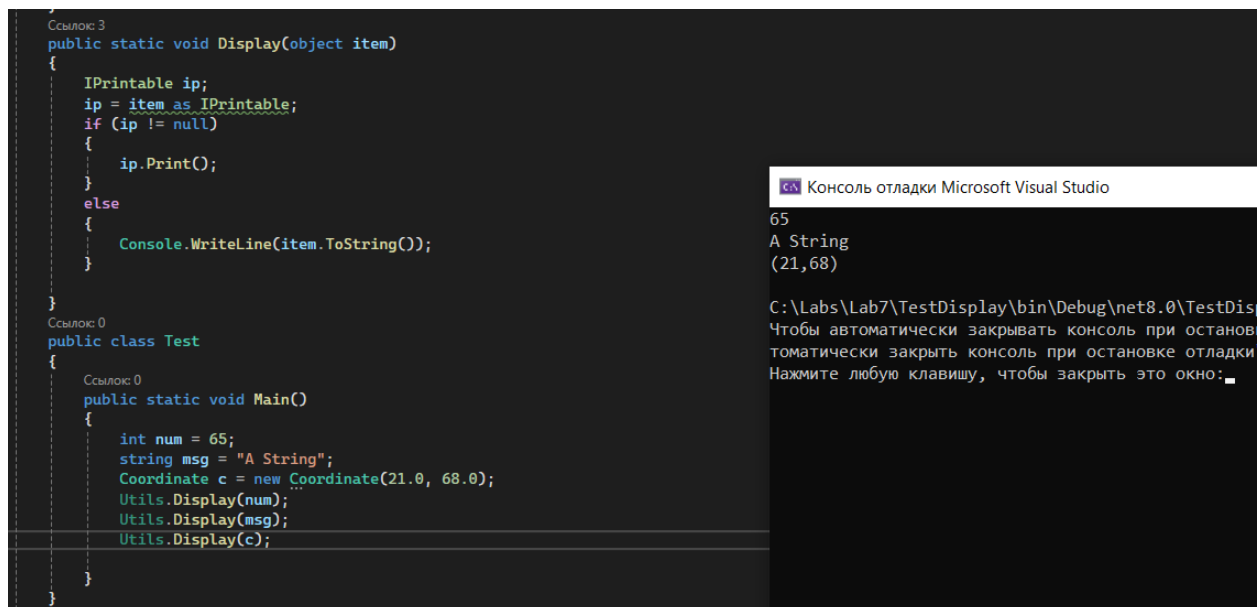 }
Ссылок: 3
public static void Display(object item)
{
IPrintable ip;
ip = item as IPrintable;
if (ip != null)
{
ip.Print();
}
else
{
Console.WriteLine(item.ToString());
}
}
Ссылок: 0
public class Test
{
Ссылок: 0
public static void Main()
{
int num = 65;
string msg = "A String";
Coordinate c = new Coordinate(21.0, 68.0);
Utils.Display(num);
Utils.Display(msg);
Utils.Display(c);
}
}
Консоль отладки Microsoft Visual Studio
65
A String
(21,68)
C:\Labs\Lab7\TestDisplay\bin\Debug\net8.0\TestDisp
Чтобы автоматически закрывать консоль при останов
томатически закрыть консоль при остановке отладки
Нажмите любую клавишу, чтобы закрыть это окно: